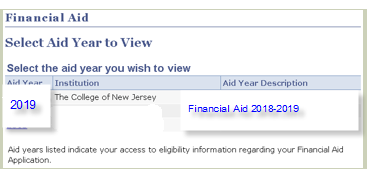 Financial Aid
Select Aid Year to View
Select the aid year you wish to view
Aid Year Institution Aid Year Description
2019 The College of New Jersey Financial Aid 2018-2019
Aid years listed indicate your access to eligibility information regarding your Financial Aid
Application.